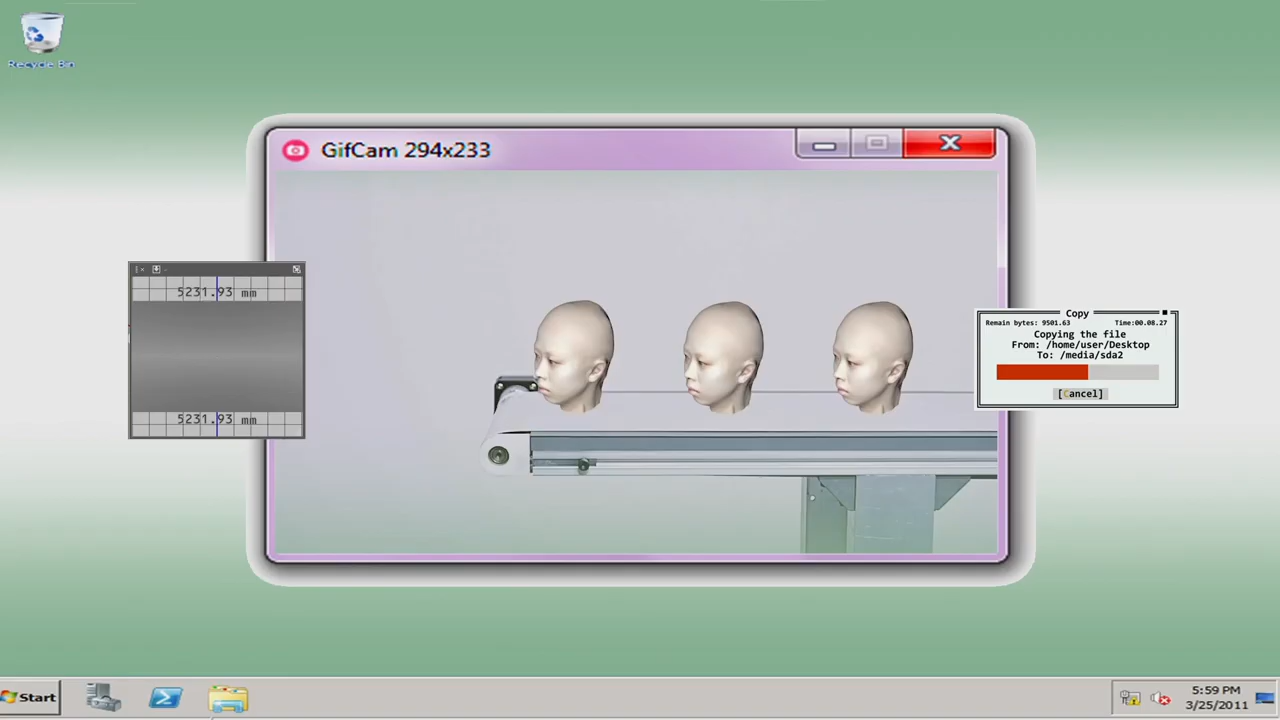 Recycle Bin
GifCam 294x233
5231.93 mm
5231.93 mm
Copy
Remain bytes: 9501.63 Time:00.08.27
Copying the file
From: /home/user/Desktop
To: /media/sda2
[Cancel]
Start
5:59 PM
3/25/2011